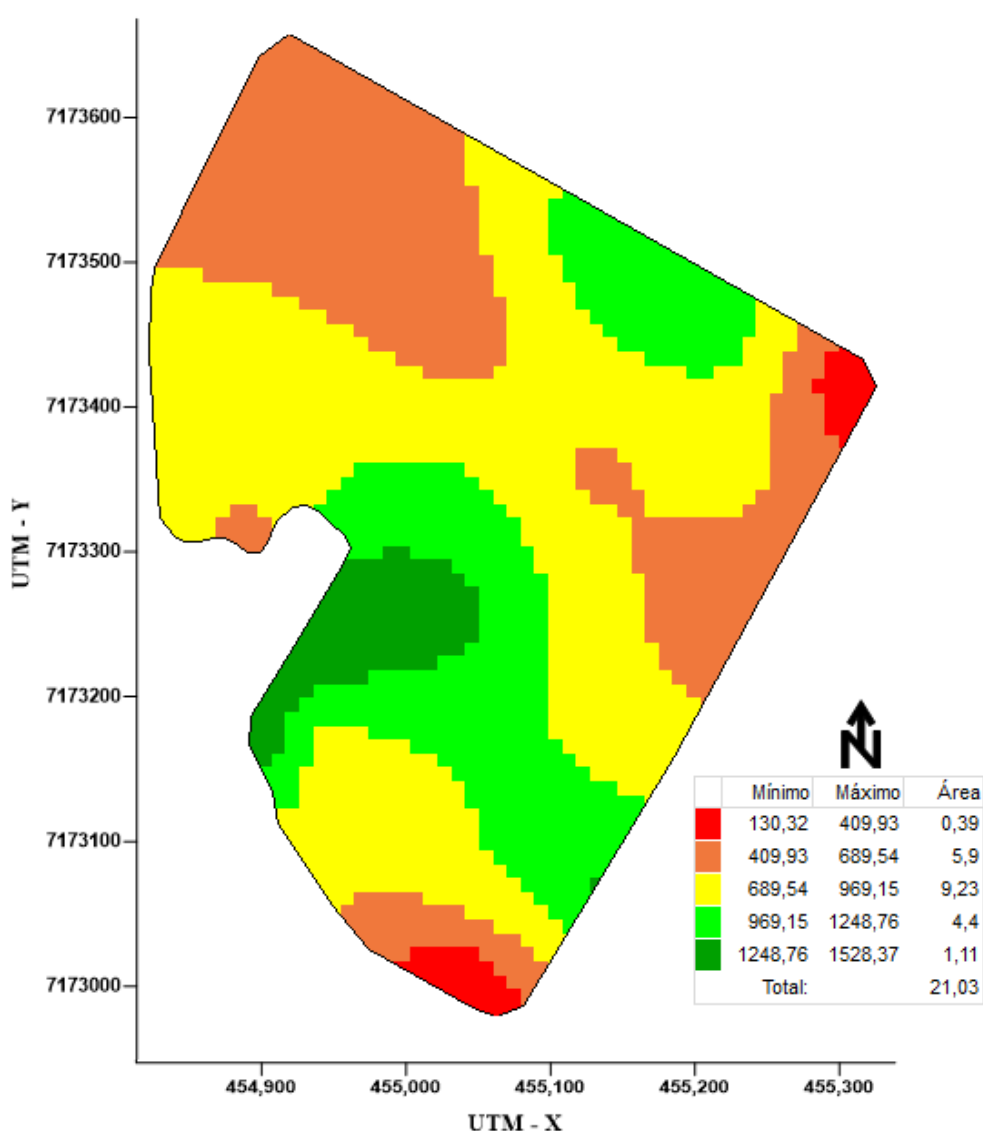 7173600
7173500
7173400
7173300
7173200
7173100
7173000
UTM - Y
N
Mínimo Máximo Área
130,32 409,93 0,39
409,93 689,54 5,9
689,54 969,15 9,23
969,15 1248,76 4,4
1248,76 1528,37 1,11
Total: 21,03
454,900 455,000 455,100 455,200 455,300
UTM - X